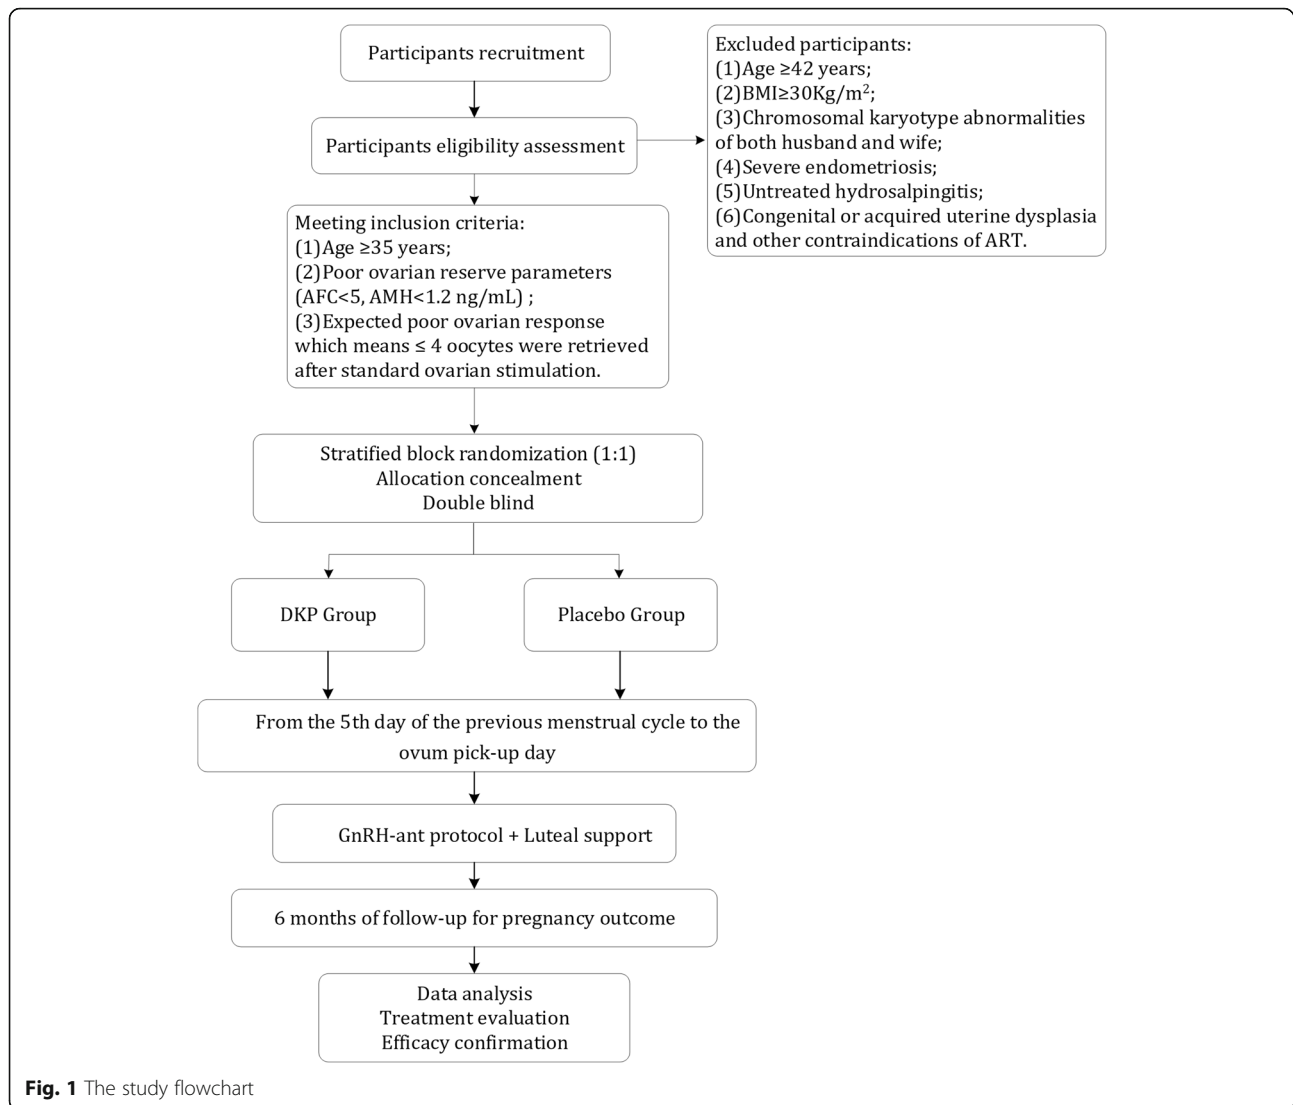 Participants recruitment
Participants eligibility assessment
Excluded participants:
(1)Age ≥42 years;
(2)BMI≥30Kg/m²;
(3)Chromosomal karyotype abnormalities
of both husband and wife;
(4)Severe endometriosis;
(5)Untreated hydrosalpingitis;
(6)Congenital or acquired uterine dysplasia
and other contraindications of ART.
Meeting inclusion criteria:
(1)Age ≥35 years;
(2)Poor ovarian reserve parameters
(AFC<5, AMH<1.2 ng/mL) ;
(3)Expected poor ovarian response
which means ≤ 4 oocytes were retrieved
after standard ovarian stimulation.
Stratified block randomization (1:1)
Allocation concealment
Double blind
DKP Group
Placebo Group
From the 5th day of the previous menstrual cycle to the
ovum pick-up day
GnRH-ant protocol + Luteal support
6 months of follow-up for pregnancy outcome
Data analysis
Treatment evaluation
Efficacy confirmation
Fig. 1 The study flowchart